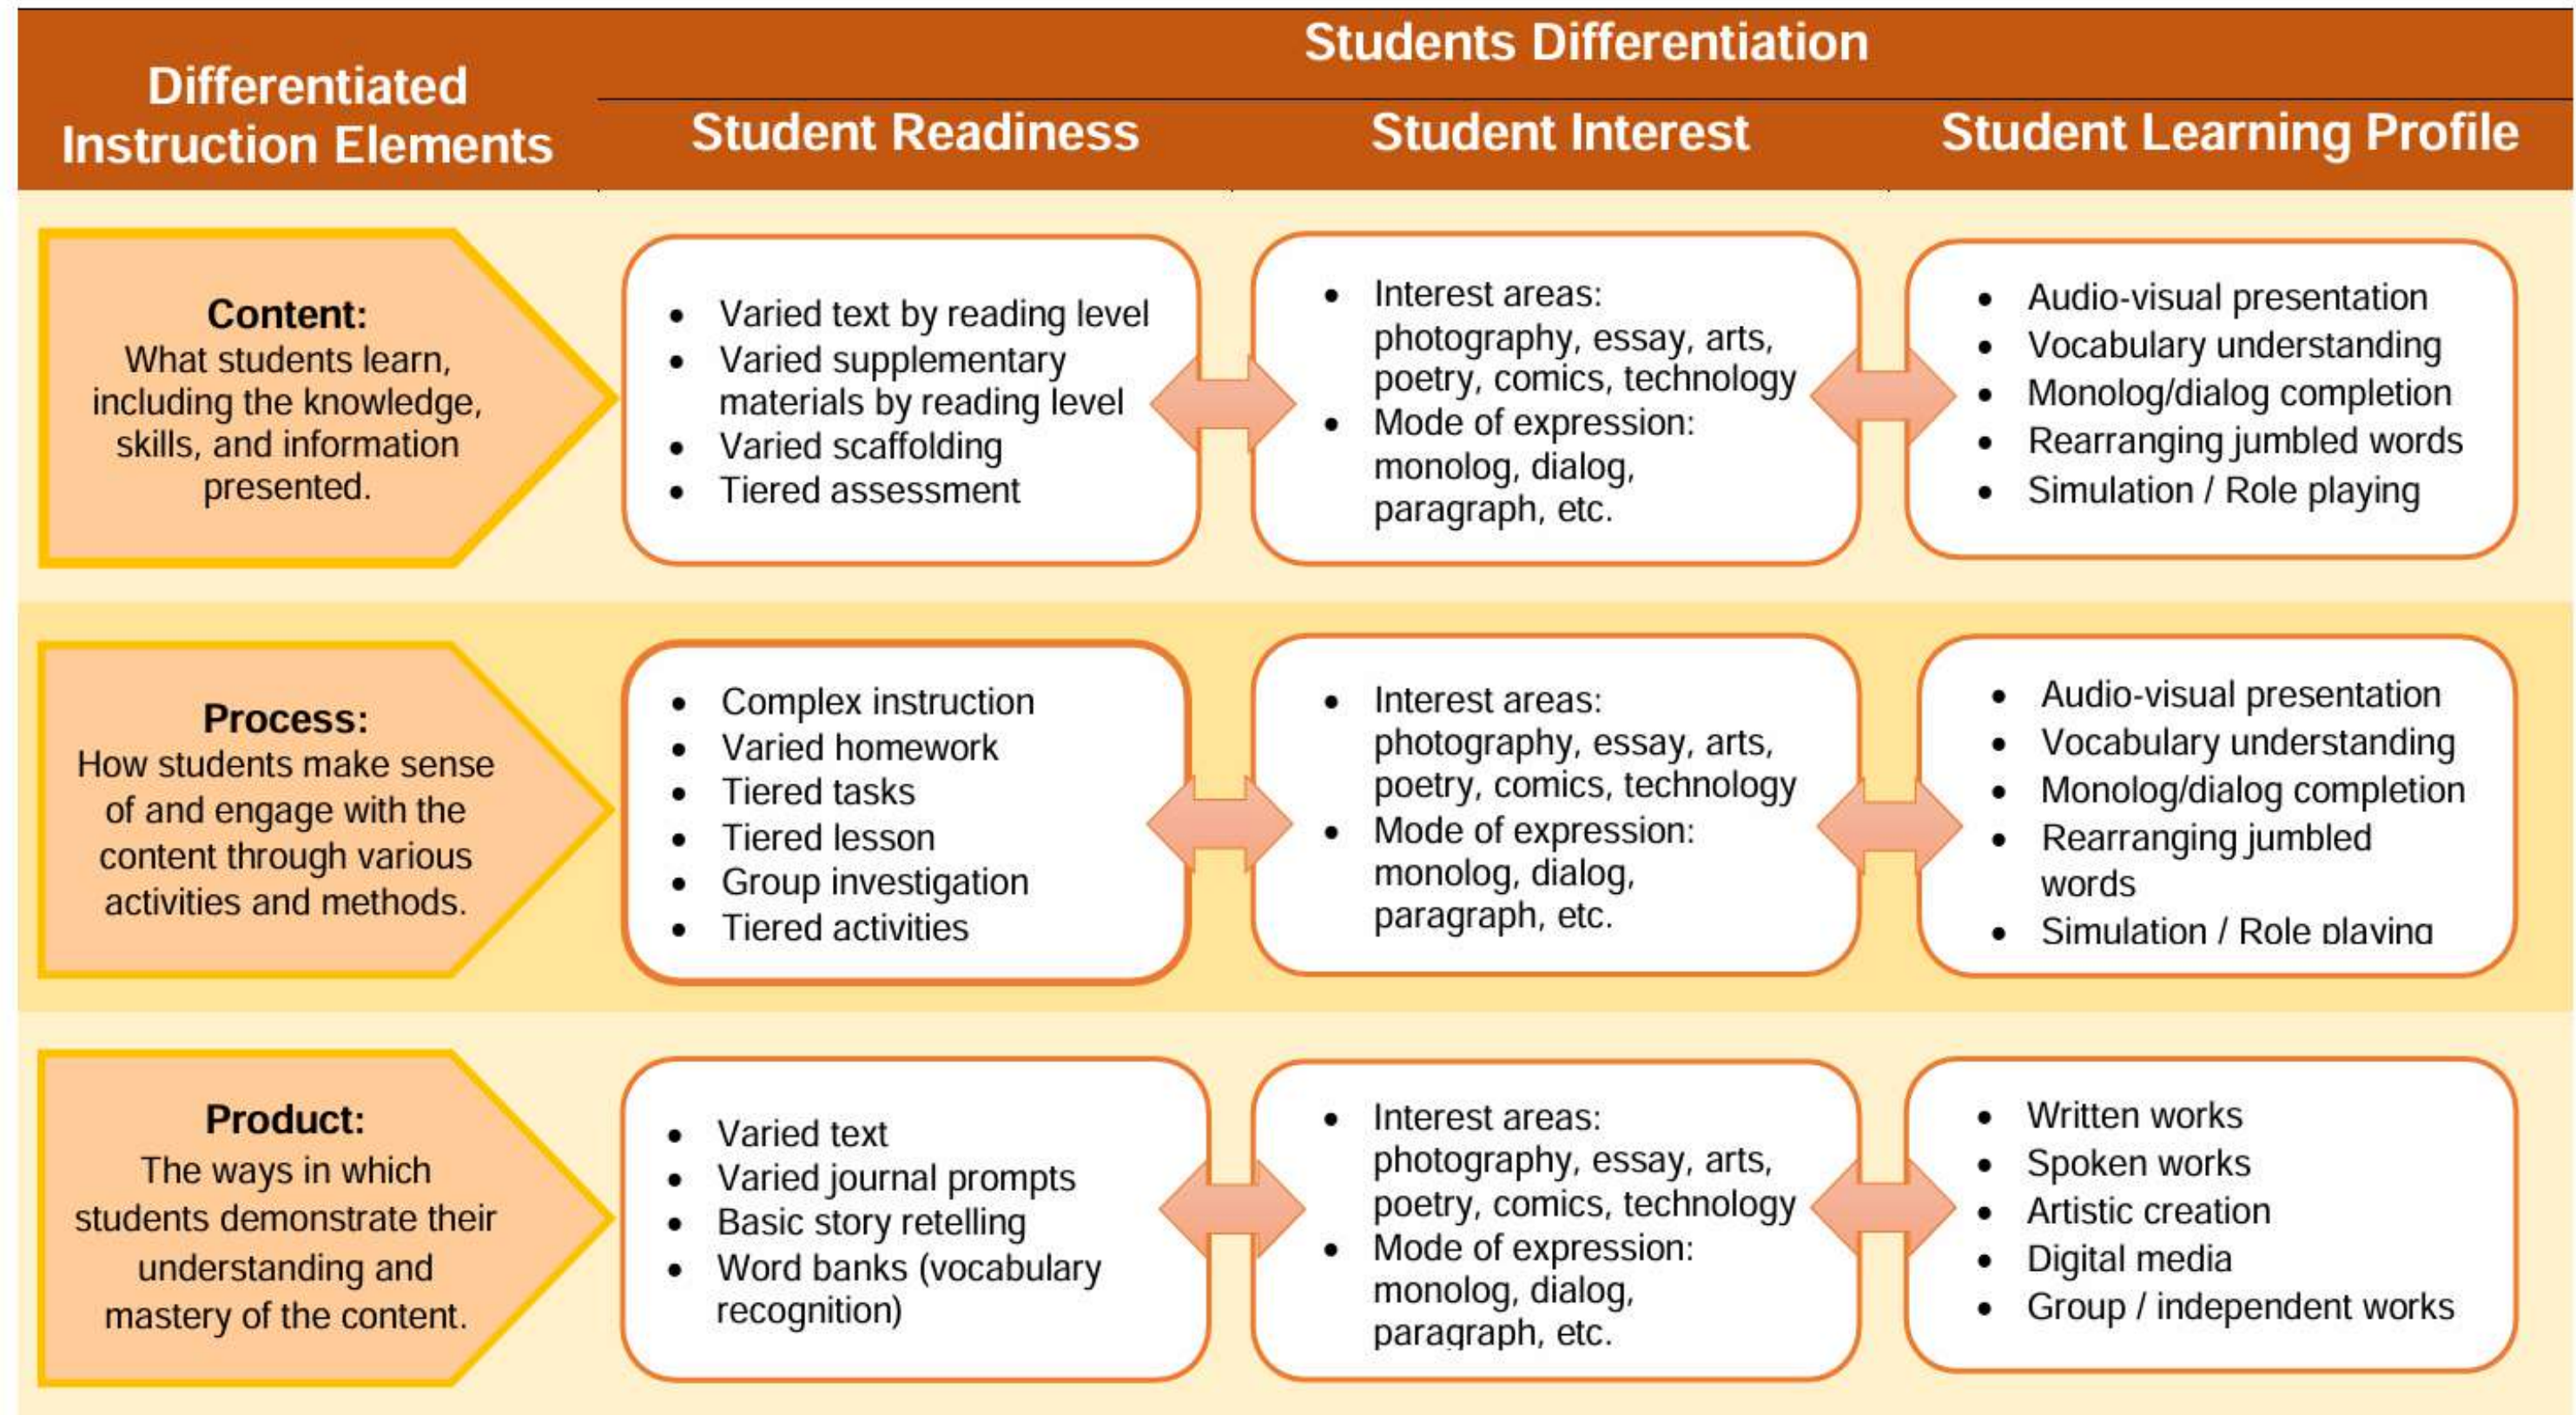 Differentiated
Instruction Elements
Students Differentiation
Student Readiness
Student Interest
Student Learning Profile
Content:
What students learn,
including the knowledge,
skills, and information
presented.
• Varied text by reading level
• Varied supplementary
materials by reading level
• Varied scaffolding
• Tiered assessment
• Interest areas:
photography, essay, arts,
poetry, comics, technology
• Mode of expression:
monolog, dialog,
paragraph, etc.
• Audio-visual presentation
• Vocabulary understanding
• Monolog/dialog completion
• Rearranging jumbled words
• Simulation / Role playing
Process:
How students make sense
of and engage with the
content through various
activities and methods.
• Complex instruction
• Varied homework
• Tiered tasks
• Tiered lesson
• Group investigation
• Tiered activities
• Interest areas:
photography, essay, arts,
poetry, comics, technology
• Mode of expression:
monolog, dialog,
paragraph, etc.
• Audio-visual presentation
• Vocabulary understanding
• Monolog/dialog completion
• Rearranging jumbled
words
• Simulation / Role playing
Product:
The ways in which
students demonstrate their
understanding and
mastery of the content.
• Varied text
• Varied journal prompts
• Basic story retelling
• Word banks (vocabulary
recognition)
• Interest areas:
photography, essay, arts,
poetry, comics, technology
• Mode of expression:
monolog, dialog,
paragraph, etc.
• Written works
• Spoken works
• Artistic creation
• Digital media
• Group / independent works